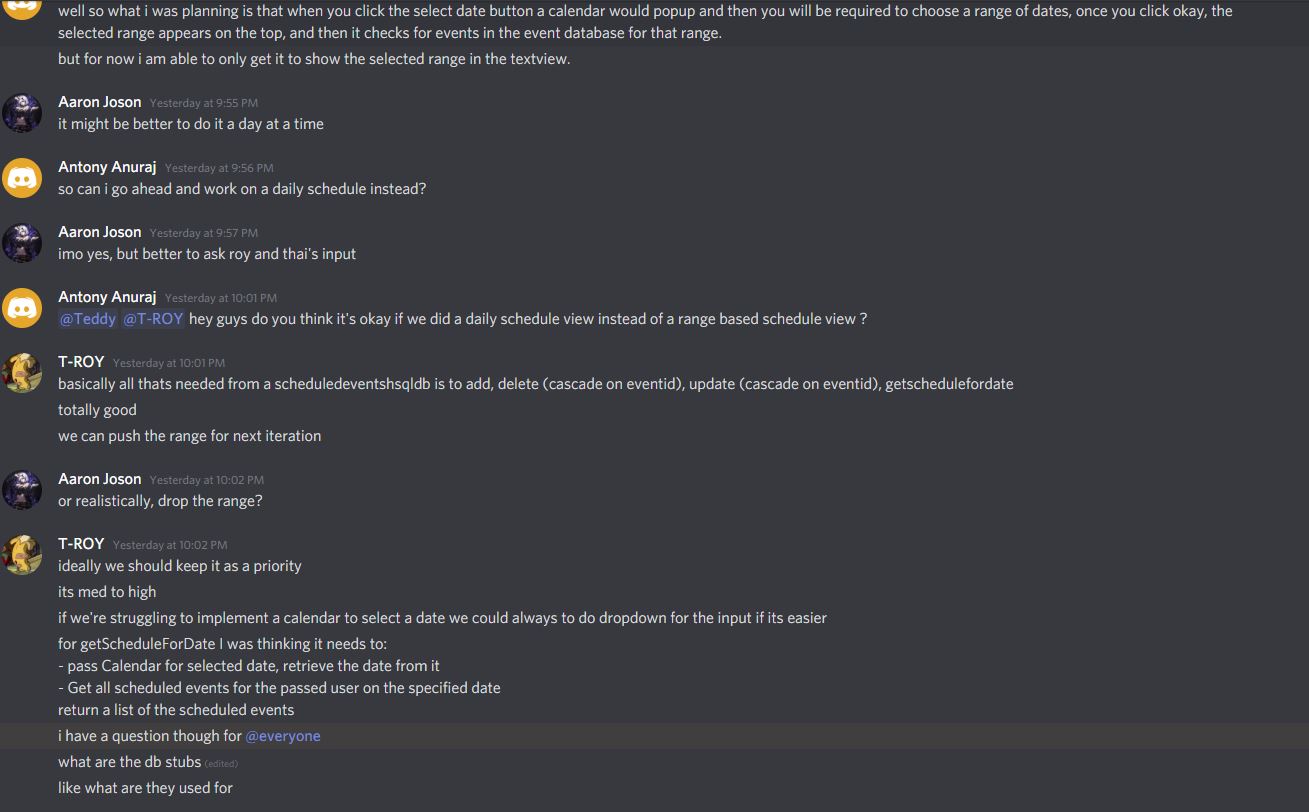 well so what i was planning is that when you click the select date button a calendar would popup and then you will be required to choose a range of dates, once you click okay, the
selected range appears on the top, and then it checks for events in the event database for that range.
but for now i am able to only get it to show the selected range in the textview.
Aaron Joson Yesterday at 9:55 PM
it might be better to do it a day at a time
Antony Anuraj Yesterday at 9:56 PM
so can i go ahead and work on a daily schedule instead?
Aaron Joson Yesterday at 9:57 PM
imo yes, but better to ask roy and thai's input
Antony Anuraj Yesterday at 10:01 PM
@Teddy @T-ROY hey guys do you think it's okay if we did a daily schedule view instead of a range based schedule view ?
T-ROY Yesterday at 10:01 PM
basically all thats needed from a scheduledeventshsqldb is to add, delete (cascade on eventid), update (cascade on eventid), getschedulefordate
totally good
we can push the range for next iteration
Aaron Joson Yesterday at 10:02 PM
or realistically, drop the range?
T-ROY Yesterday at 10:02 PM
ideally we should keep it as a priority
its med to high
if we're struggling to implement a calendar to select a date we could always to do dropdown for the input if its easier
for getScheduleForDate I was thinking it needs to:
- pass Calendar for selected date, retrieve the date from it
- Get all scheduled events for the passed user on the specified date
return a list of the scheduled events
i have a question though for @everyone
what are the db stubs (edited)
like what are they used for